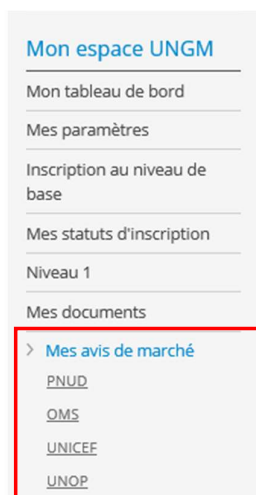 Mon espace UNGM
Mon tableau de bord
Mes paramètres
Inscription au niveau de
base
Mes statuts d'inscription
Niveau 1
Mes documents
> Mes avis de marché
PNUD
OMS
UNICEF
UNOP